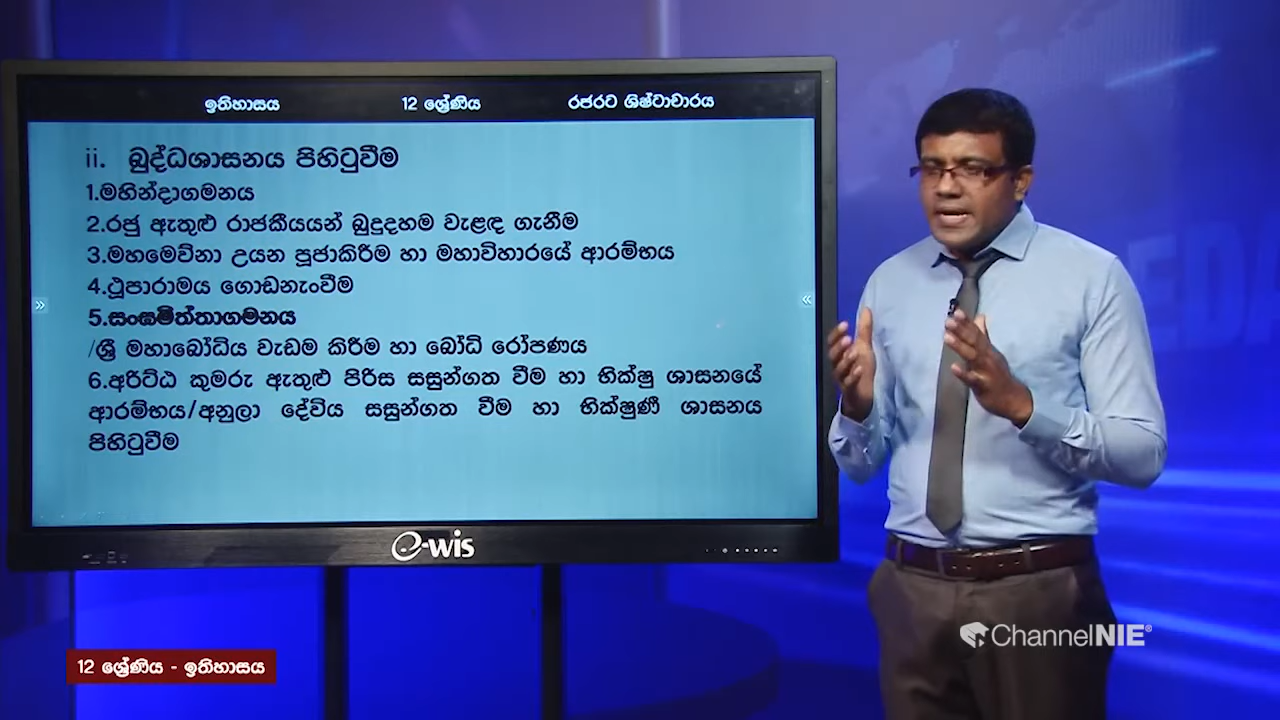 ඉතිහාසය 12 ශ්‍රේණිය රජරට ශිෂ්ටාචාරය
ii. බුද්ධශාසනය පිහිටුවීම
1.මහින්දාගමනය
2.රජු ඇතුළු රාජකීයයන් බුදුදහම වැළඳ ගැනීම
3.මහමෙව්නා උයන පූජාකිරීම හා මහාවිහාරයේ ආරම්භය
4.ථූපාරාමය ගොඩනැංවීම
5.සංඝමිත්තාගමනය
/ශ්‍රී මහාබෝධිය වැඩම කිරීම හා බෝධි රෝපණය
6.අරිට්ඨ කුමරු ඇතුළු පිරිස සසුන්ගත වීම හා භික්ෂු ශාසනයේ
ආරම්භය/අනුලා දේවිය සසුන්ගත වීම හා භික්ෂුණී ශාසනය
පිහිටුවීම
e-wis
ChannelNIE®
12 ශ්‍රේණිය - ඉතිහාසය